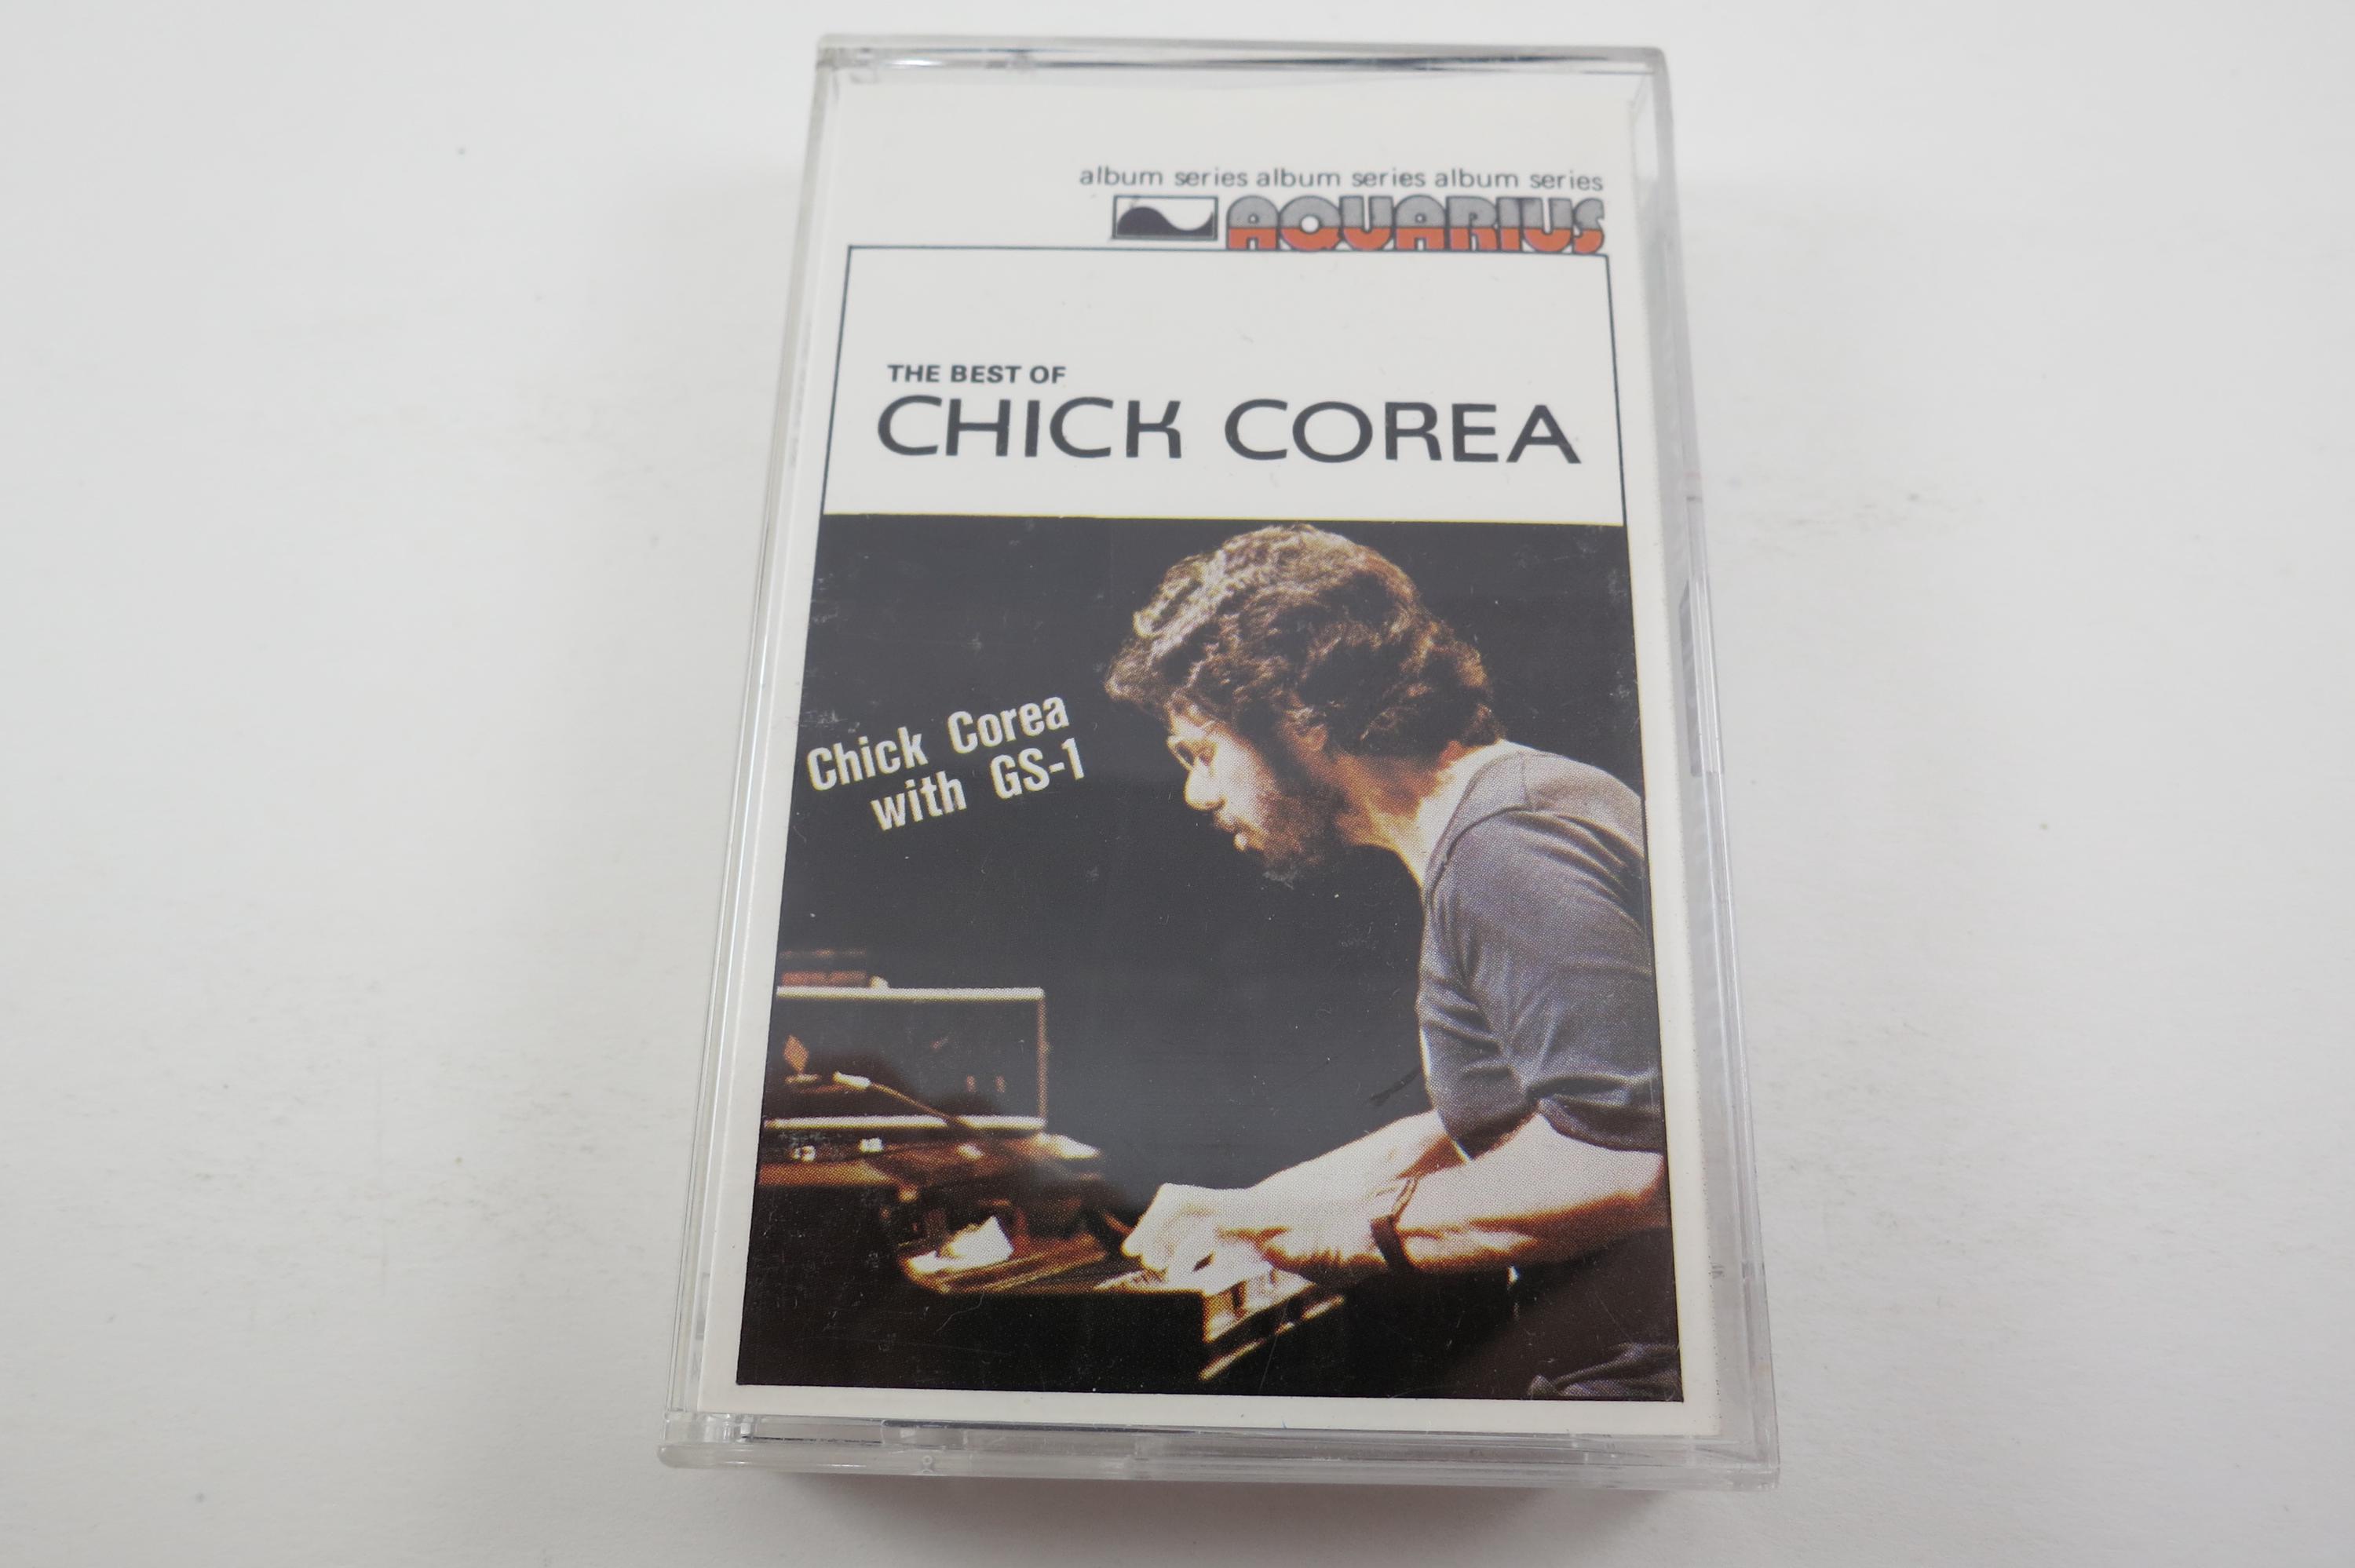 album series album series album series
AQUARIUS
THE BEST OF
CHICK COREA
Chick Corea
with GS-1